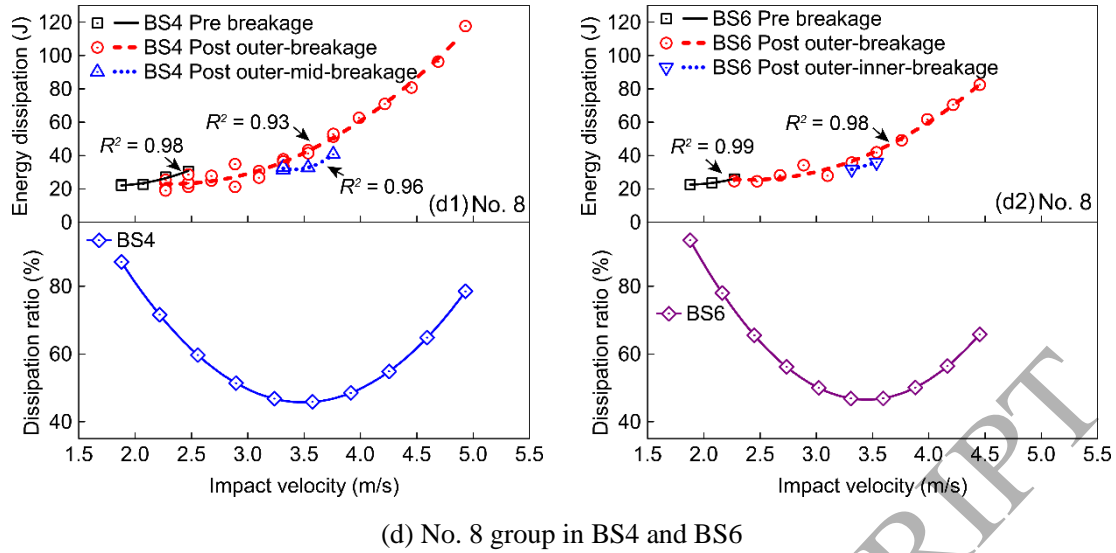 BS4 Pre breakage
BS4 Post outer-breakage
BS4 Post outer-mid-breakage
R² = 0.93
R² = 0.98
R² = 0.96
(d1) No. 8
Energy dissipation (J)
120
100
80
60
40
20
0
BS4
Dissipation ratio (%)
80
60
40
1.5 2.0 2.5 3.0 3.5 4.0 4.5 5.0 5.5
Impact velocity (m/s)
BS6 Pre breakage
BS6 Post outer-breakage
BS6 Post outer-inner-breakage
R² = 0.98
R² = 0.99
(d2) No. 8
Energy dissipation (J)
120
100
80
60
40
20
0
BS6
Dissipation ratio (%)
80
60
40
1.5 2.0 2.5 3.0 3.5 4.0 4.5 5.0 5.5
Impact velocity (m/s)
(d) No. 8 group in BS4 and BS6
RIPT